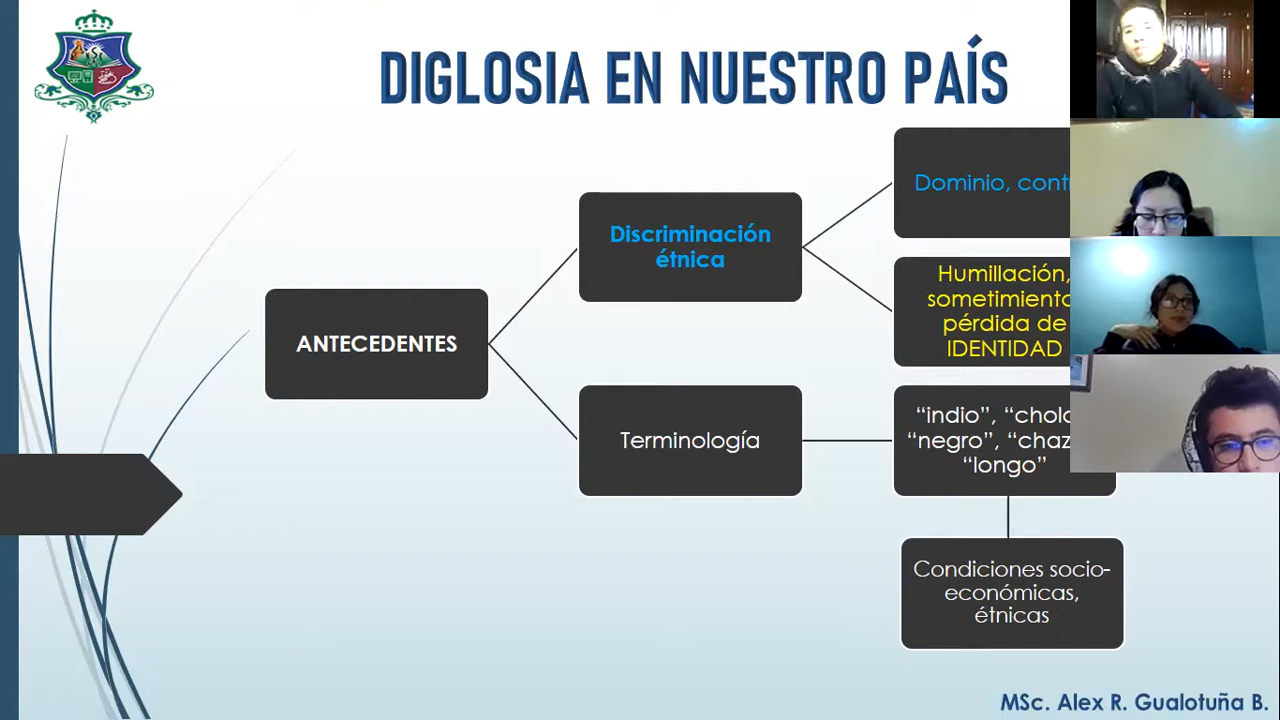 DIGLOSIA EN NUESTRO PAÍS
ANTECEDENTES
Discriminación
étnica
Dominio,
Humillación,
sometimiento
pérdida de
IDENTIDAD
Terminología
“indio”,
“negro”,
“longo”
Condiciones socio-
económicas,
étnicas
MSc. Alex R. Gualotuña B.